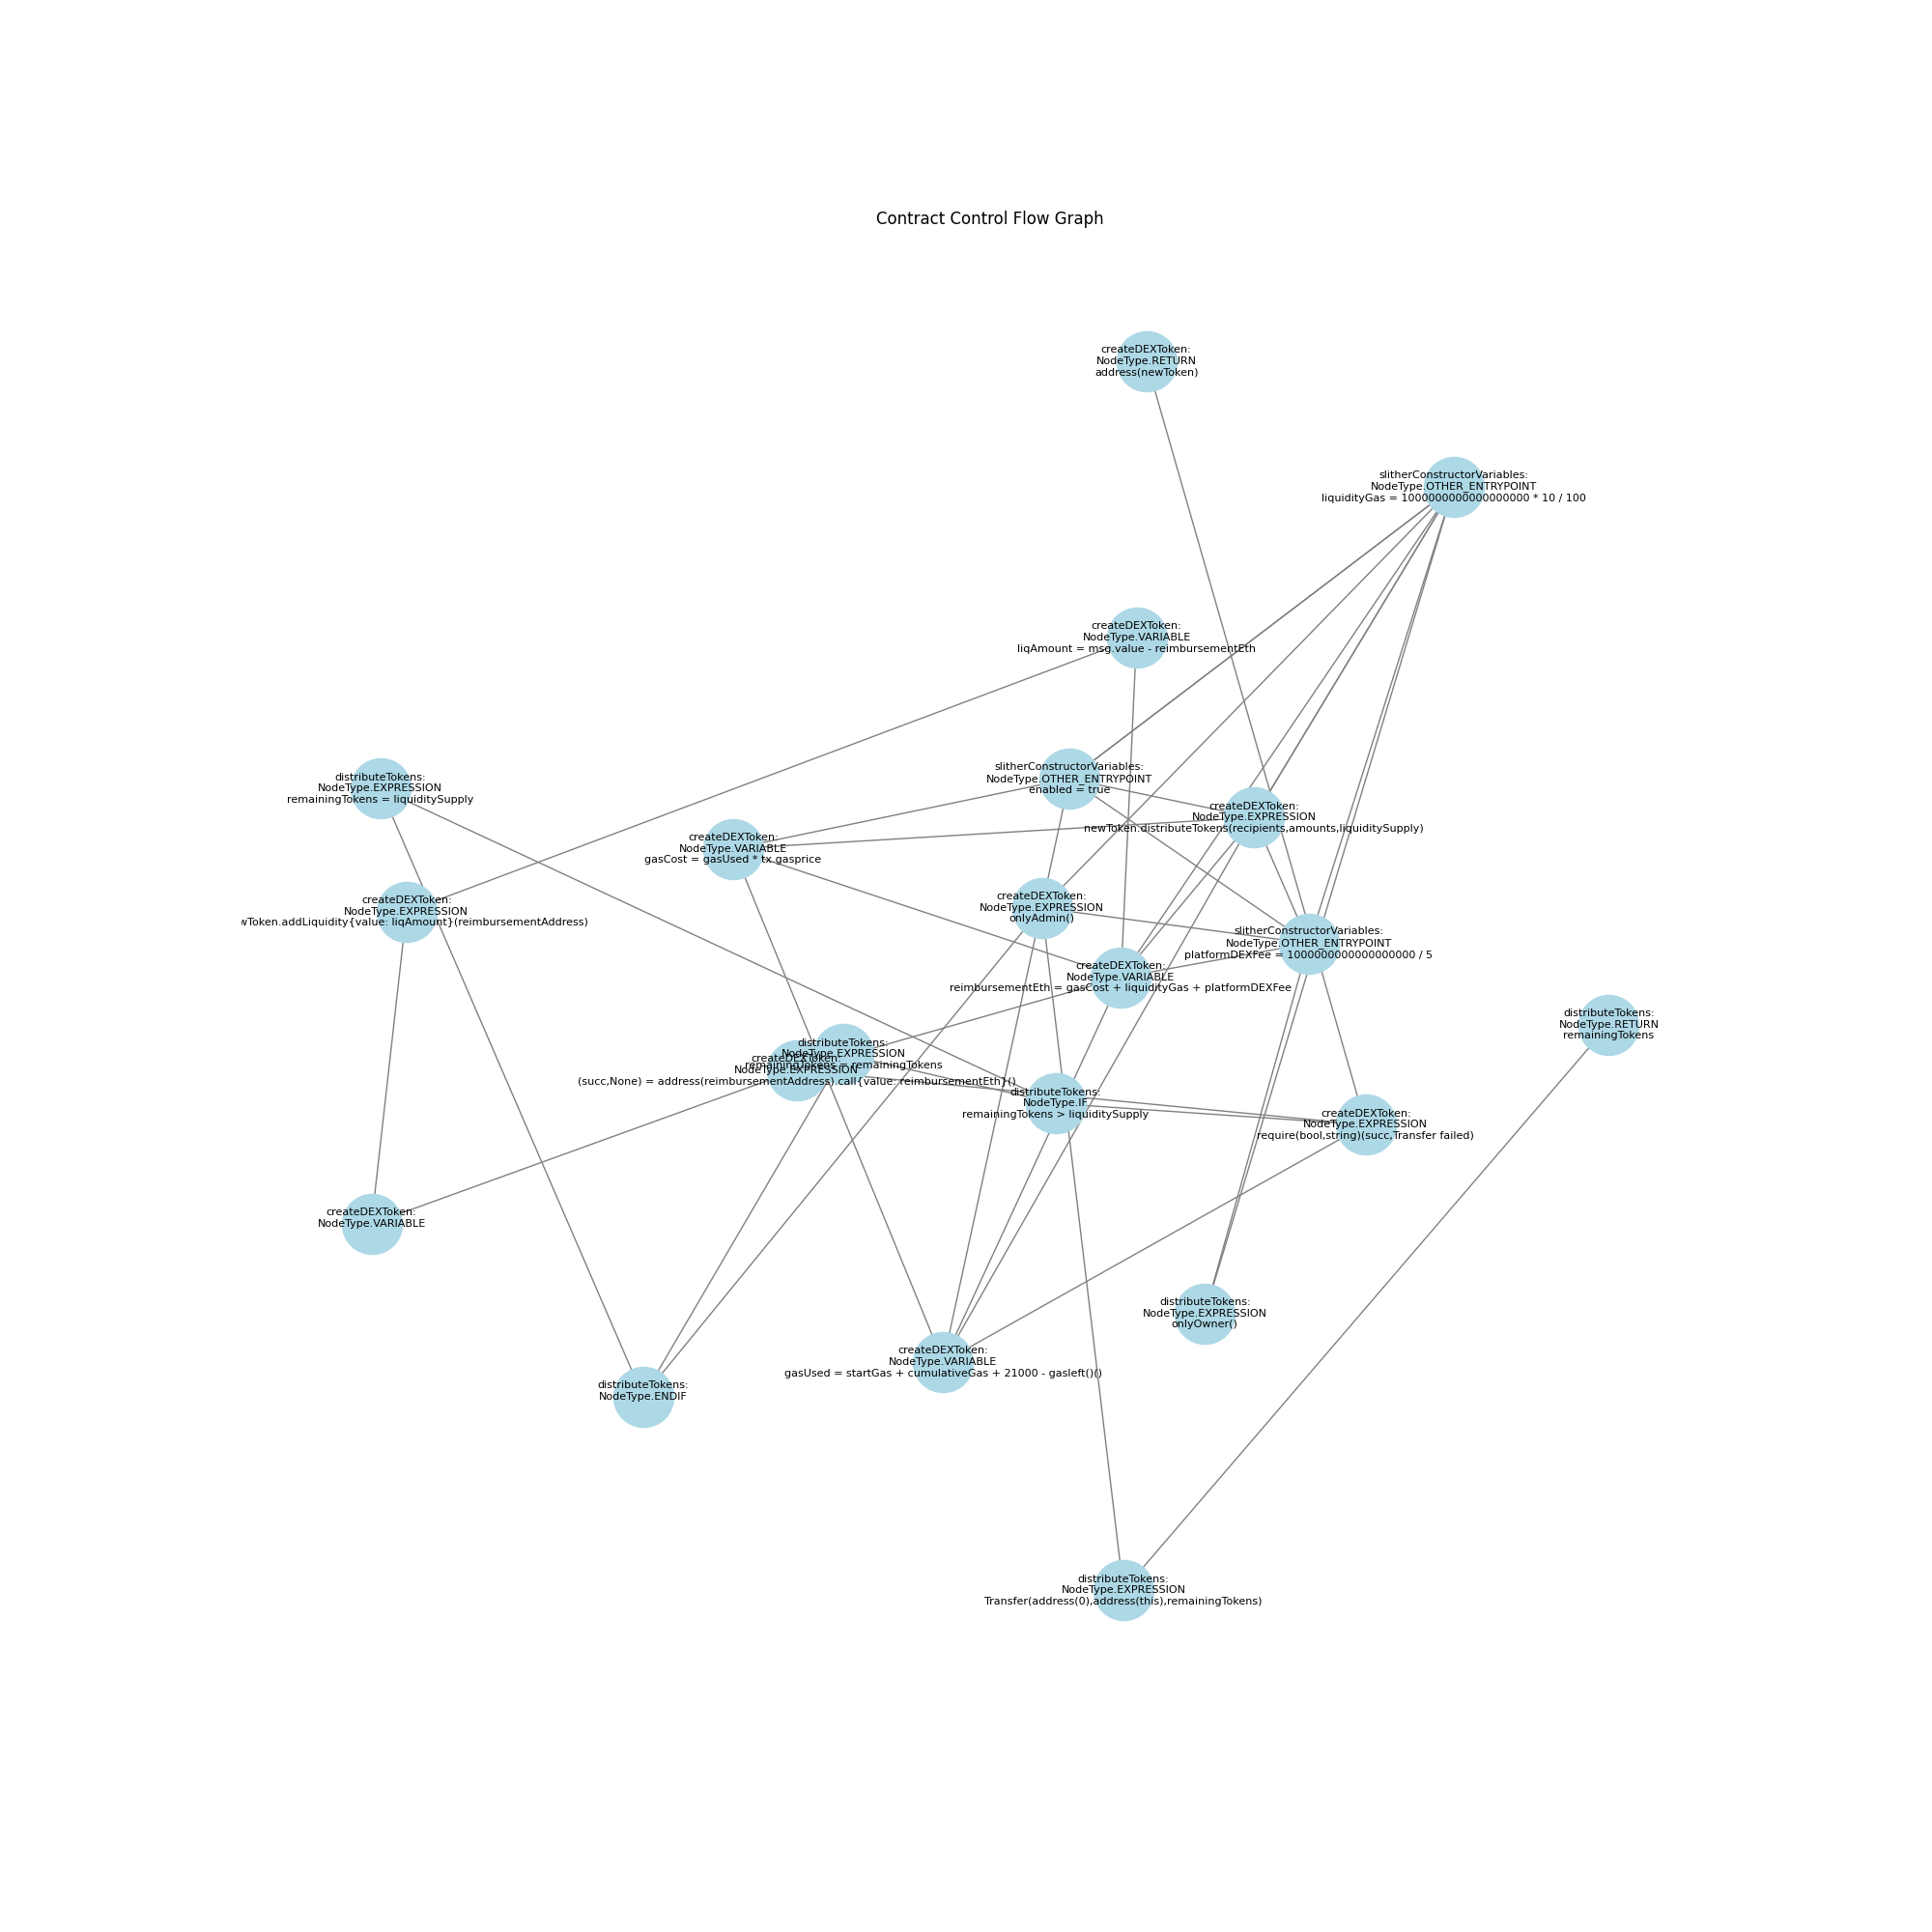 Contract Control Flow Graph
createDEXToken:
NodeType.RETURN
address(newToken)
slitherConstructorVariables:
NodeType.OTHER_ENTRYPOINT
liquidityGas = 1000000000000000000 * 10 / 100
createDEXToken:
NodeType.VARIABLE
liqAmount = msg.value - reimbursementEth
slitherConstructorVariables:
NodeType.OTHER_ENTRYPOINT
enabled = true
distributeTokens:
NodeType.EXPRESSION
remainingTokens = liquiditySupply
createDEXToken:
NodeType.EXPRESSION
newToken.distributeTokens(recipients,amounts,liquiditySupply)
createDEXToken:
NodeType.VARIABLE
gasCost = gasUsed * tx.gasprice
createDEXToken:
NodeType.EXPRESSION
onlyAdmin()
createDEXToken:
NodeType.EXPRESSION
wToken.addLiquidity{value: liqAmount}(reimbursementAddress)
slitherConstructorVariables:
NodeType.OTHER_ENTRYPOINT
platformDEXFee = 1000000000000000000 / 5
createDEXToken:
NodeType.VARIABLE
reimbursementEth = gasCost + liquidityGas + platformDEXFee
distributeTokens:
NodeType.RETURN
remainingTokens
distributeTokens:
NodeType.EXPRESSION
remainingTokens = remainingTokens
createDEXToken:
NodeType.EXPRESSION
(succ,None) = address(reimbursementAddress).call{value: reimbursementEth}()
distributeTokens:
NodeType.IF
remainingTokens > liquiditySupply
createDEXToken:
NodeType.EXPRESSION
require(bool,string)(succ,Transfer failed)
createDEXToken:
NodeType.VARIABLE
distributeTokens:
NodeType.EXPRESSION
onlyOwner()
createDEXToken:
NodeType.VARIABLE
gasUsed = startGas + cumulativeGas + 21000 - gasleft()()
distributeTokens:
NodeType.ENDIF
distributeTokens:
NodeType.EXPRESSION
Transfer(address(0),address(this),remainingTokens)